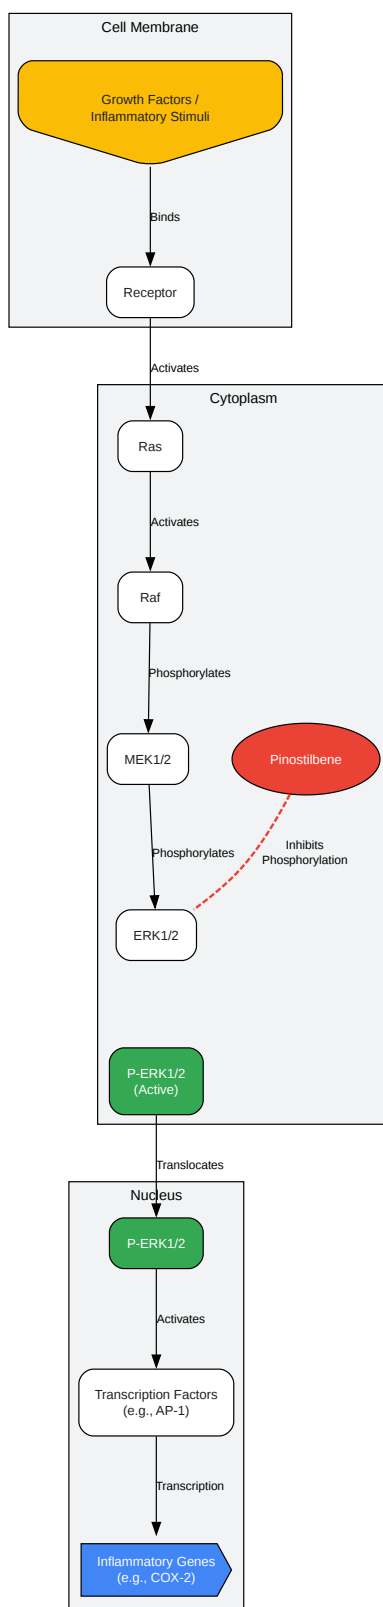 Cell Membrane
Growth Factors /
Inflammatory Stimuli
Binds
Receptor
Activates
Cytoplasm
Ras
Activates
Raf
Phosphorylates
MEK1/2
Pinostilbene
Phosphorylates
Inhibits
Phosphorylation
ERK1/2
P-ERK1/2
(Active)
Translocates
Nucleus
P-ERK1/2
Activates
Transcription Factors
(e.g., AP-1)
Transcription
Inflammatory Genes
(e.g., COX-2)